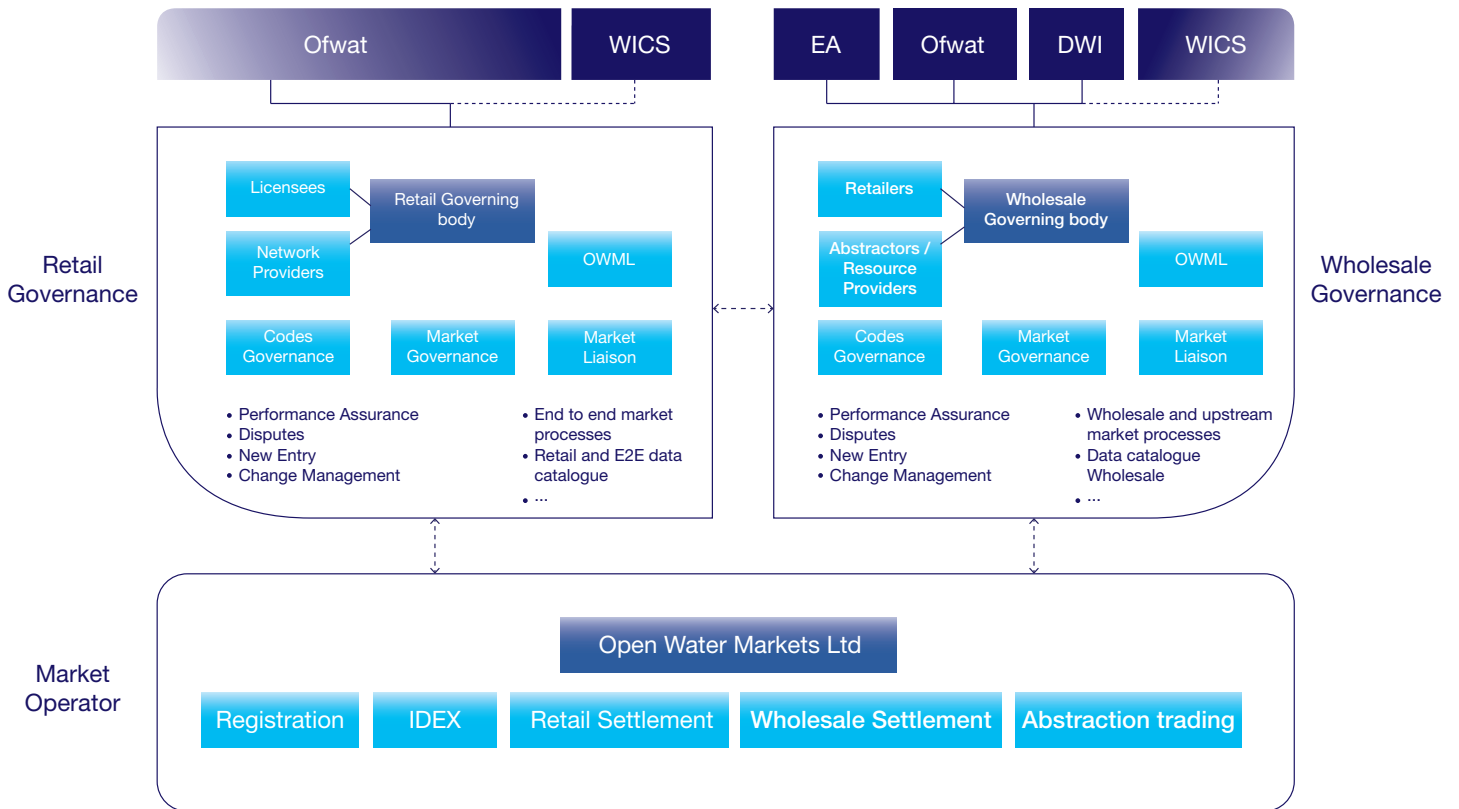 Ofwat
WICS
EA
Ofwat
DWI
WICS
Retail
Governance
Licensees
Network
Providers
Retail Governing
body
OWML
Codes
Governance
Market
Governance
Market
Liaison
• Performance Assurance
• Disputes
• New Entry
• Change Management
• End to end market
processes
• Retail and E2E data
catalogue
• ...
Retailers
Abstractors /
Resource
Providers
Wholesale
Governing body
OWML
Codes
Governance
Market
Governance
Market
Liaison
• Performance Assurance
• Disputes
• New Entry
• Change Management
• Wholesale and upstream
market processes
• Data catalogue
Wholesale
• ...
Wholesale
Governance
Market
Operator
Open Water Markets Ltd
Registration
IDEX
Retail Settlement
Wholesale Settlement
Abstraction trading